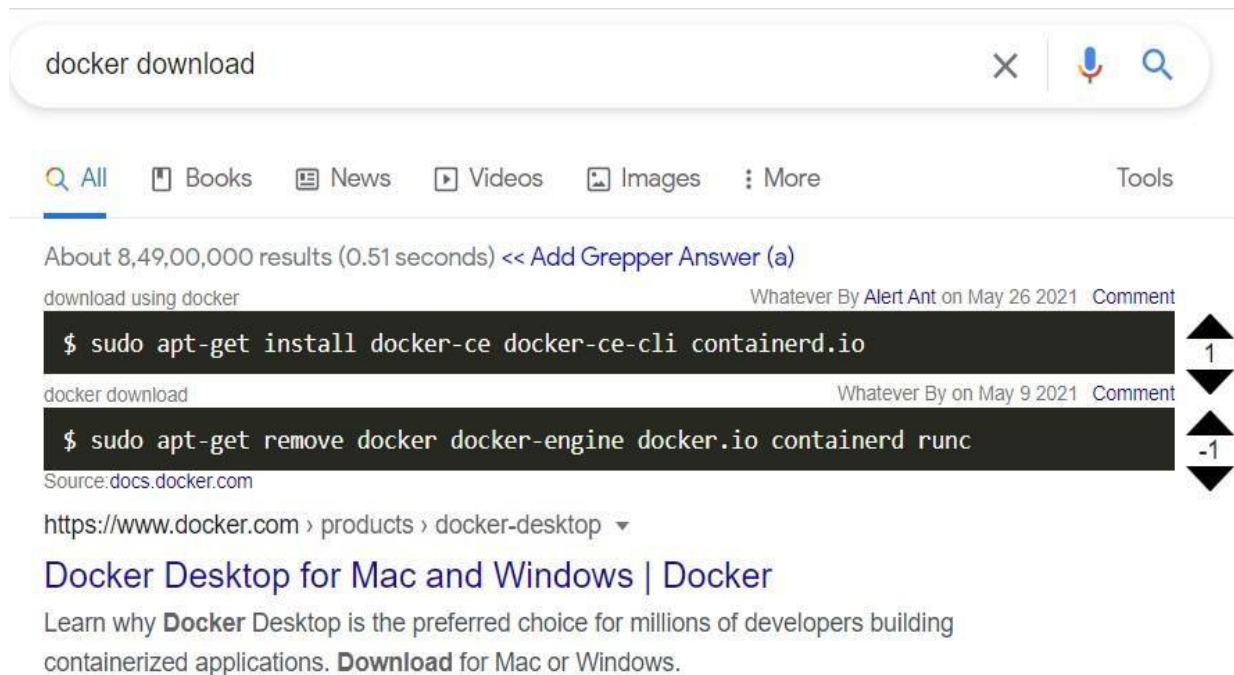 docker download
All Books News Videos Images More Tools
About 8,49,00,000 results (0.51 seconds) << Add Grepper Answer (a)
download using docker Whatever By Alert Ant on May 26 2021 Comment
$ sudo apt-get install docker-ce docker-ce-cli containerd.io
1
docker download Whatever By on May 9 2021 Comment
$ sudo apt-get remove docker docker-engine docker.io containerd runc
-1
Source:docs.docker.com
https://www.docker.com › products › docker-desktop
Docker Desktop for Mac and Windows | Docker
Learn why Docker Desktop is the preferred choice for millions of developers building
containerized applications. Download for Mac or Windows.